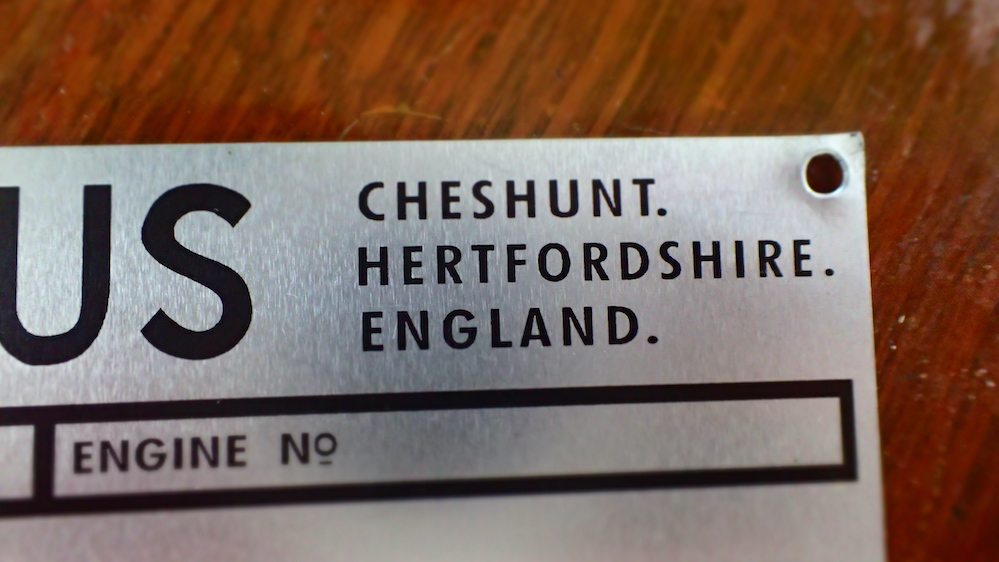 US
CHESHUNT.
HERTFORDSHIRE.
ENGLAND.
ENGINE Nº